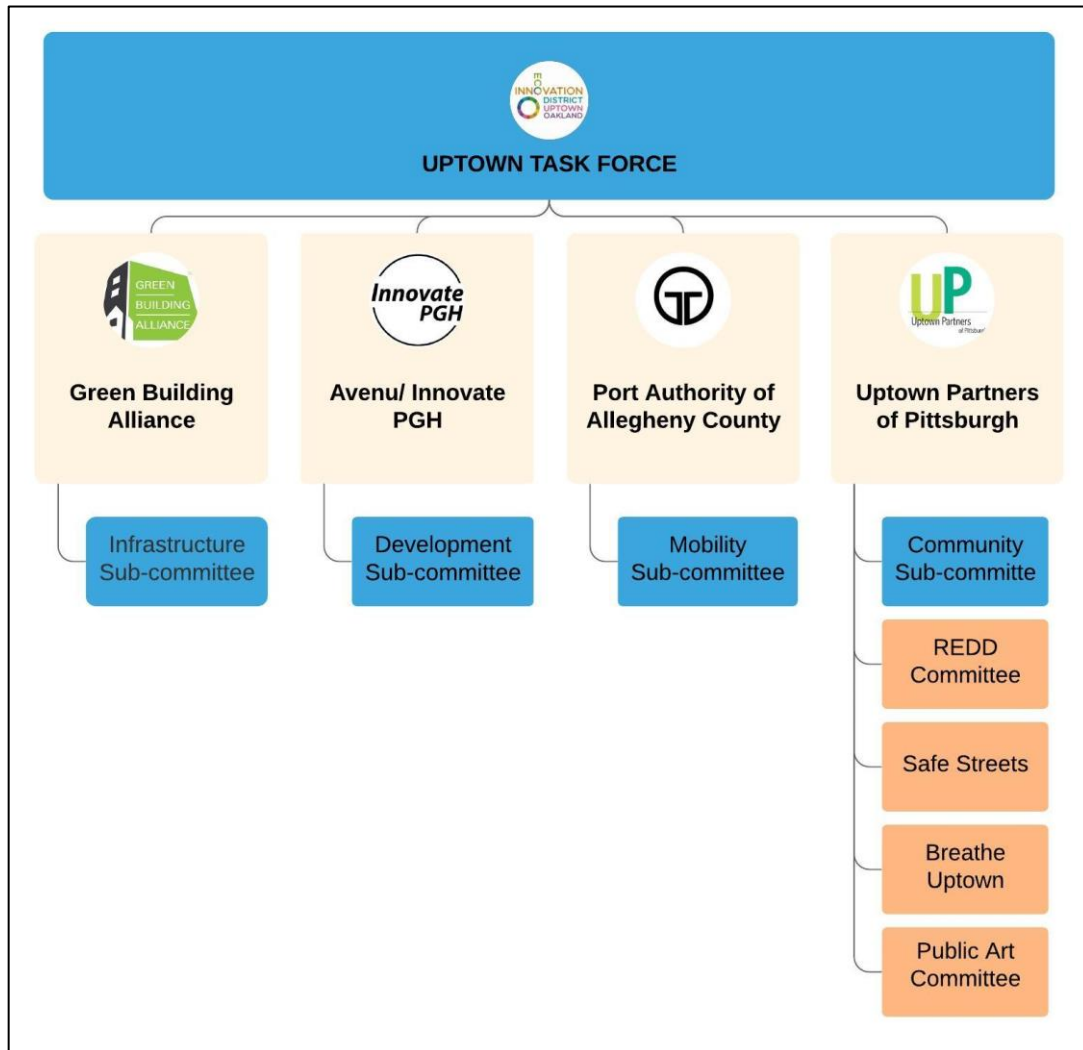 ECO
INNOVATION
DISTRICT
UPTOWN
OAKLAND
UPTOWN TASK FORCE
GREEN
BUILDING
ALLIANCE
Green Building
Alliance
Infrastructure
Sub-committee
Innovate
PGH
Avenu/ Innovate
PGH
Development
Sub-committee
Port Authority of
Allegheny County
Mobility
Sub-committee
UP
Uptown Partners
of Pittsburgh
Uptown Partners
of Pittsburgh
Community
Sub-committe
REDD
Committee
Safe Streets
Breathe
Uptown
Public Art
Committee